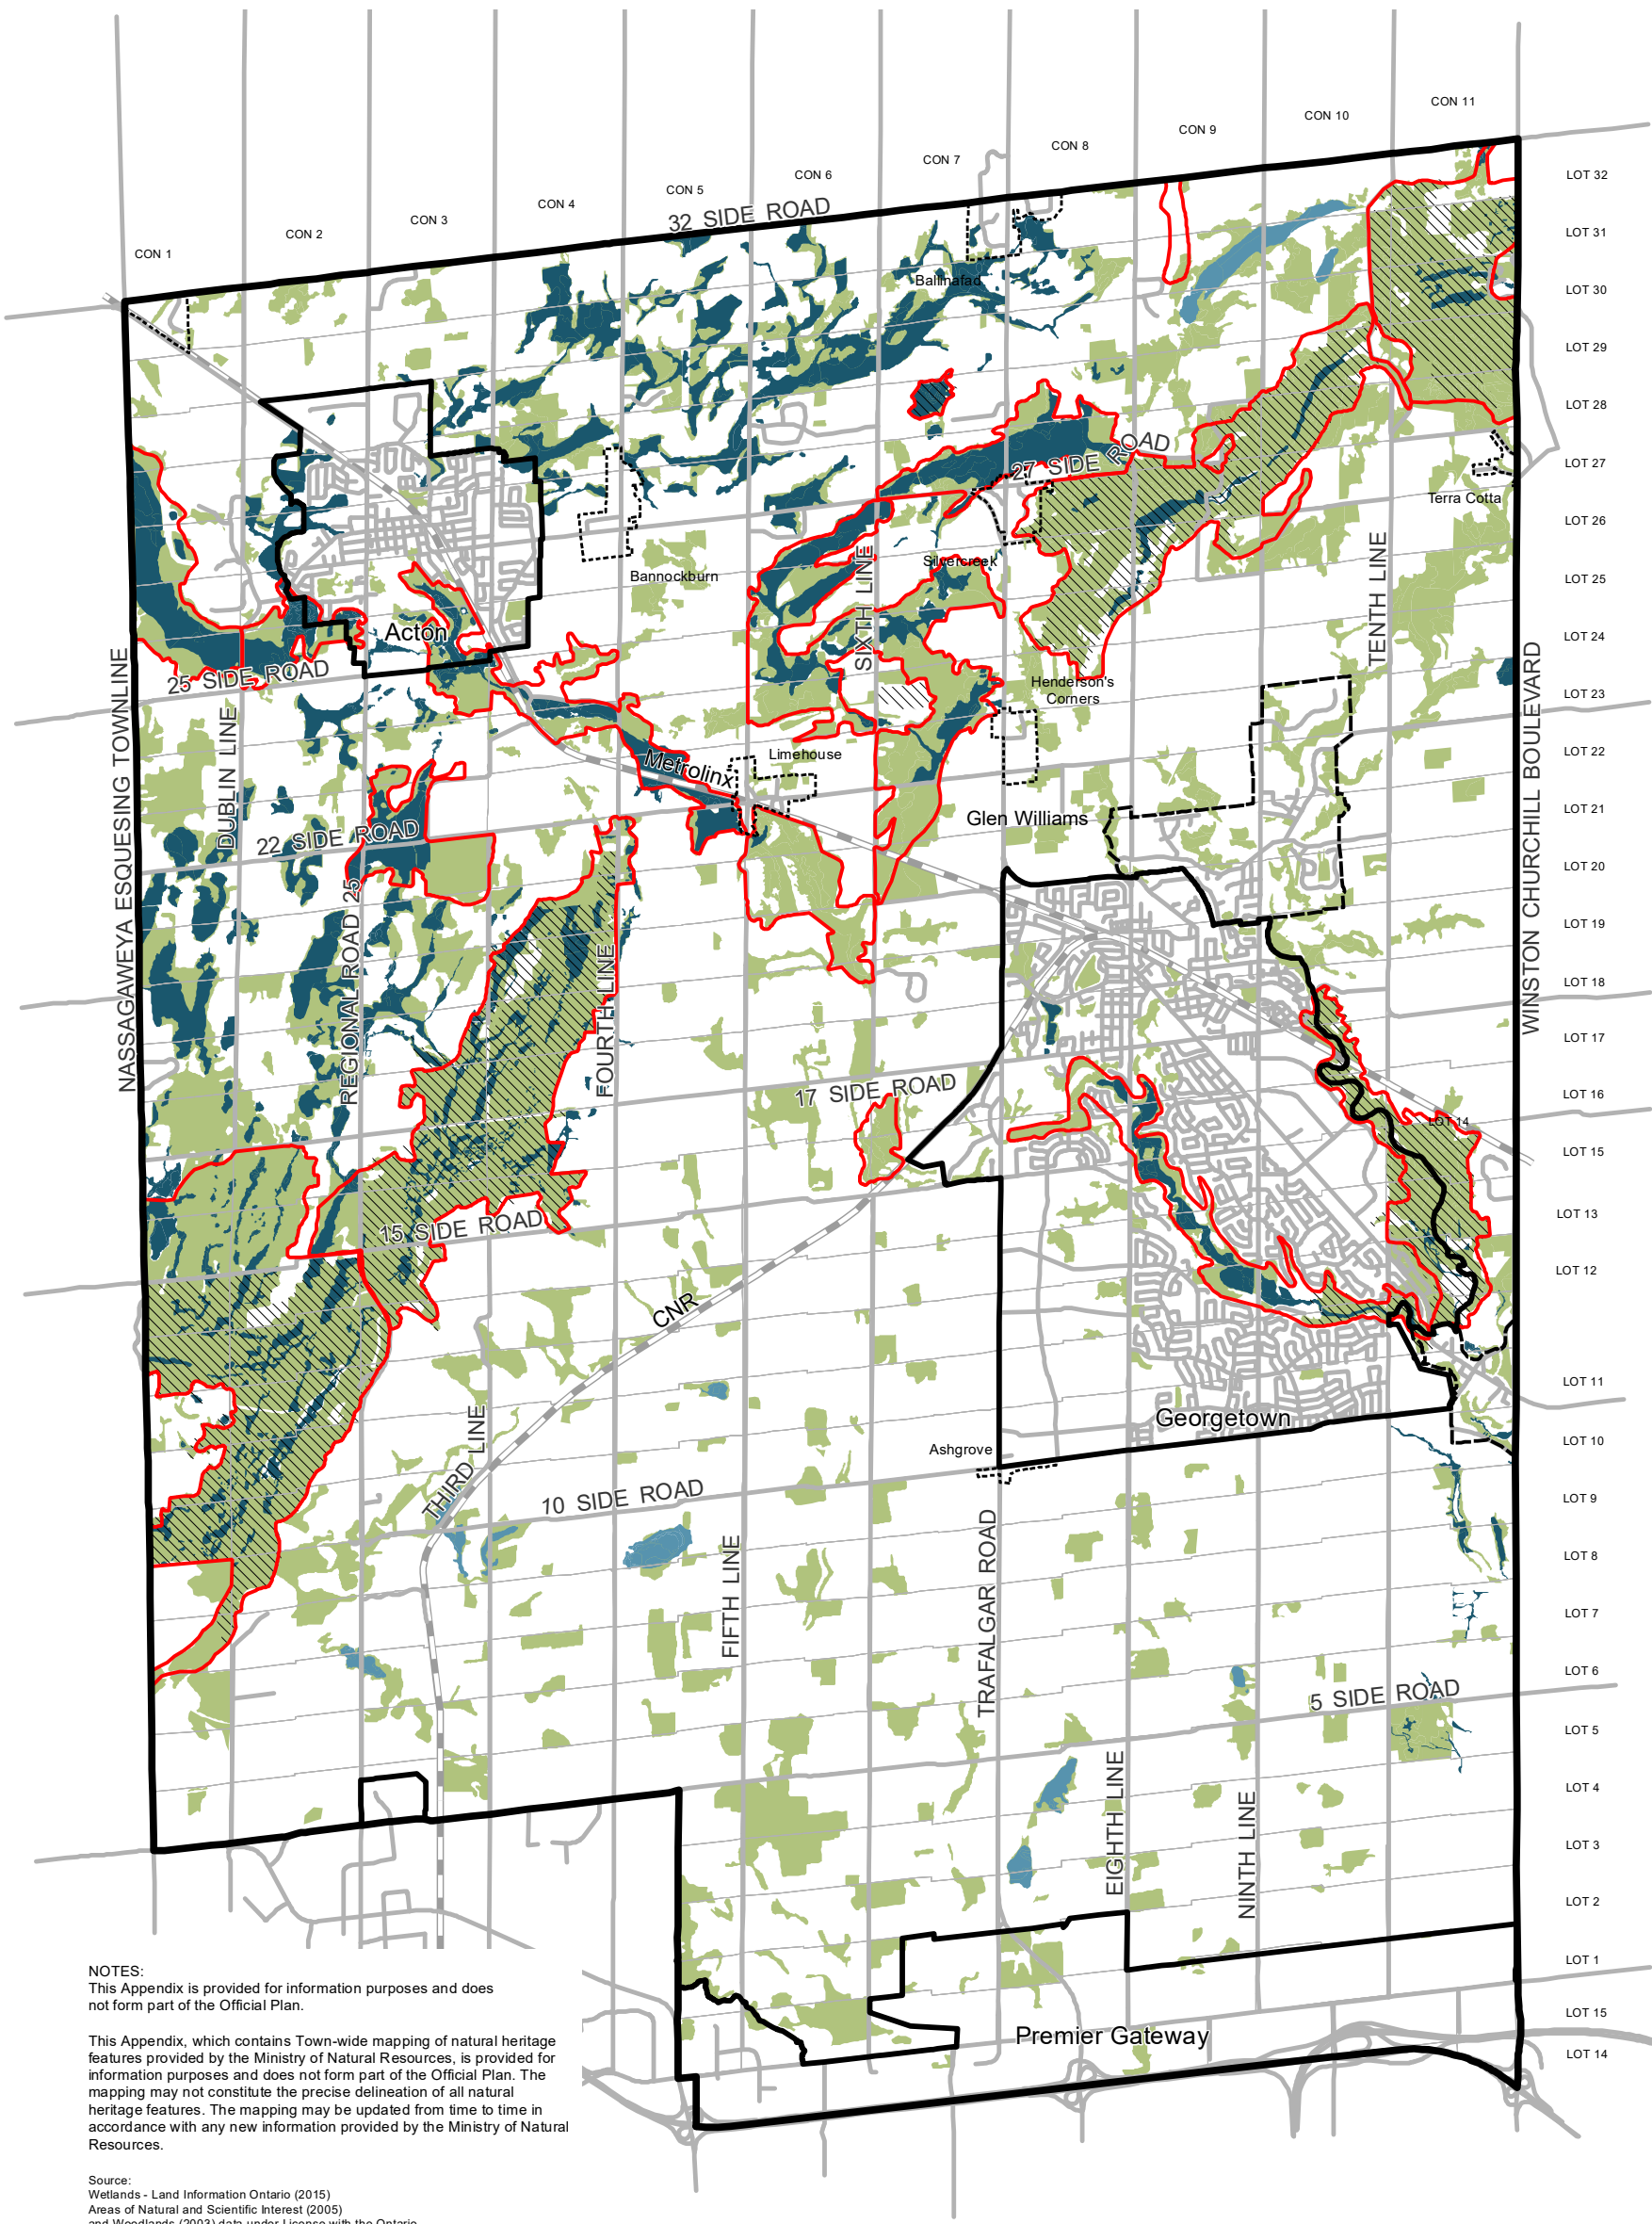 CON 11
CON 10
CON 9
CON 8
CON 7
CON 6
CON 5
CON 4
CON 3
CON 2
CON 1
LOT 32
32 SIDE ROAD
LOT 31
Ballinafad
LOT 30
LOT 29
LOT 28
27 SIDE ROAD
LOT 27
Terra Cotta
LOT 26
Silvercreek
Bannockburn
LOT 25
SIXTH LINE
TENTH LINE
Acton
LOT 24
25 SIDE ROAD
NASSAGAWEYA ESQUESING TOWNLINE
WINSTON CHURCHILL BOULEVARD
Henderson's
Corners
LOT 23
DUBLIN LINE
Limehouse
Metrolinx
LOT 22
LOT 21
Glen Williams
22 SIDE ROAD
LOT 20
REGIONAL ROAD 25
LOT 19
FOURTH LINE
LOT 18
LOT 17
17 SIDE ROAD
LOT 16
LOT 14
LOT 15
15 SIDE ROAD
LOT 13
LOT 12
CNR
LOT 11
Georgetown
THIRD LINE
Ashgrove
LOT 10
10 SIDE ROAD
LOT 9
FIFTH LINE
TRAFALGAR ROAD
LOT 8
LOT 7
LOT 6
5 SIDE ROAD
LOT 5
LOT 4
EIGHTH LINE
NINTH LINE
LOT 3
LOT 2
LOT 1
LOT 15
Premier Gateway
LOT 14
NOTES:
This Appendix is provided for information purposes and does
not form part of the Official Plan.
This Appendix, which contains Town-wide mapping of natural heritage
features provided by the Ministry of Natural Resources, is provided for
information purposes and does not form part of the Official Plan. The
mapping may not constitute the precise delineation of all natural
heritage features. The mapping may be updated from time to time in
accordance with any new information provided by the Ministry of Natural
Resources.
Source:
Wetlands - Land Information Ontario (2015)
Areas of Natural and Scientific Interest (2005)
and Woodlands (2003) data under License with the Ontario